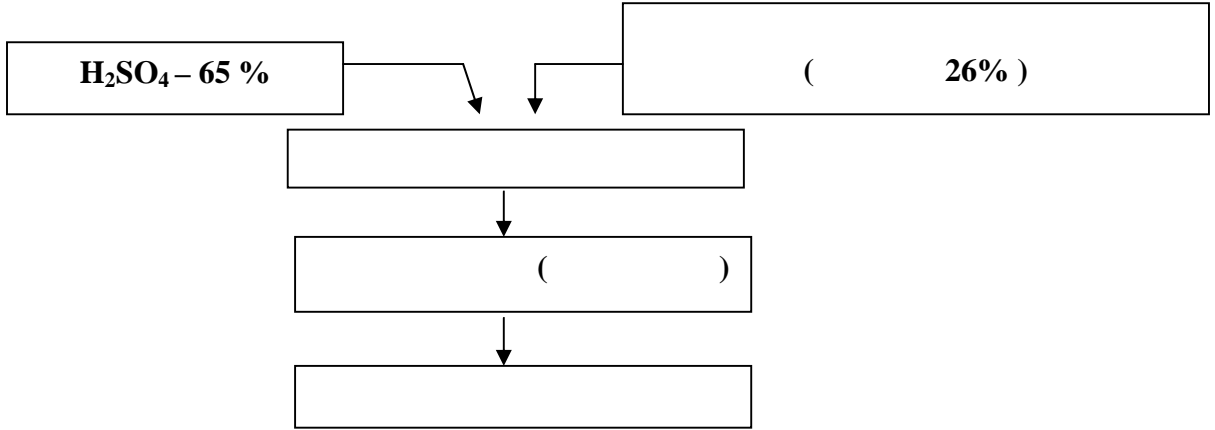 H₂SO₄ – 65 %
( 26% )
( )